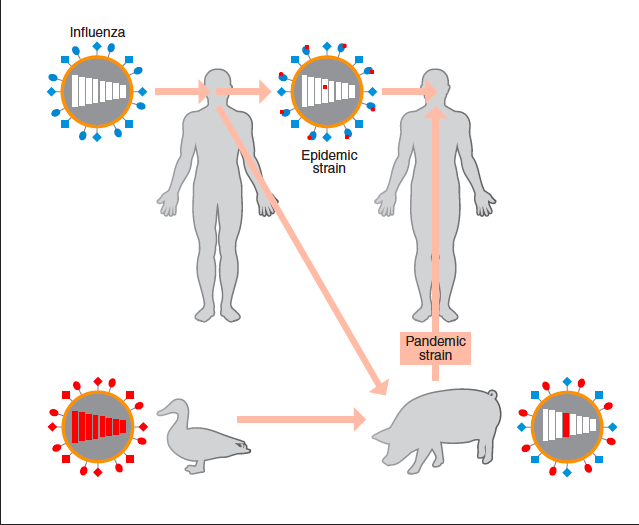 Influenza
Epidemic
strain
Pandemic
strain